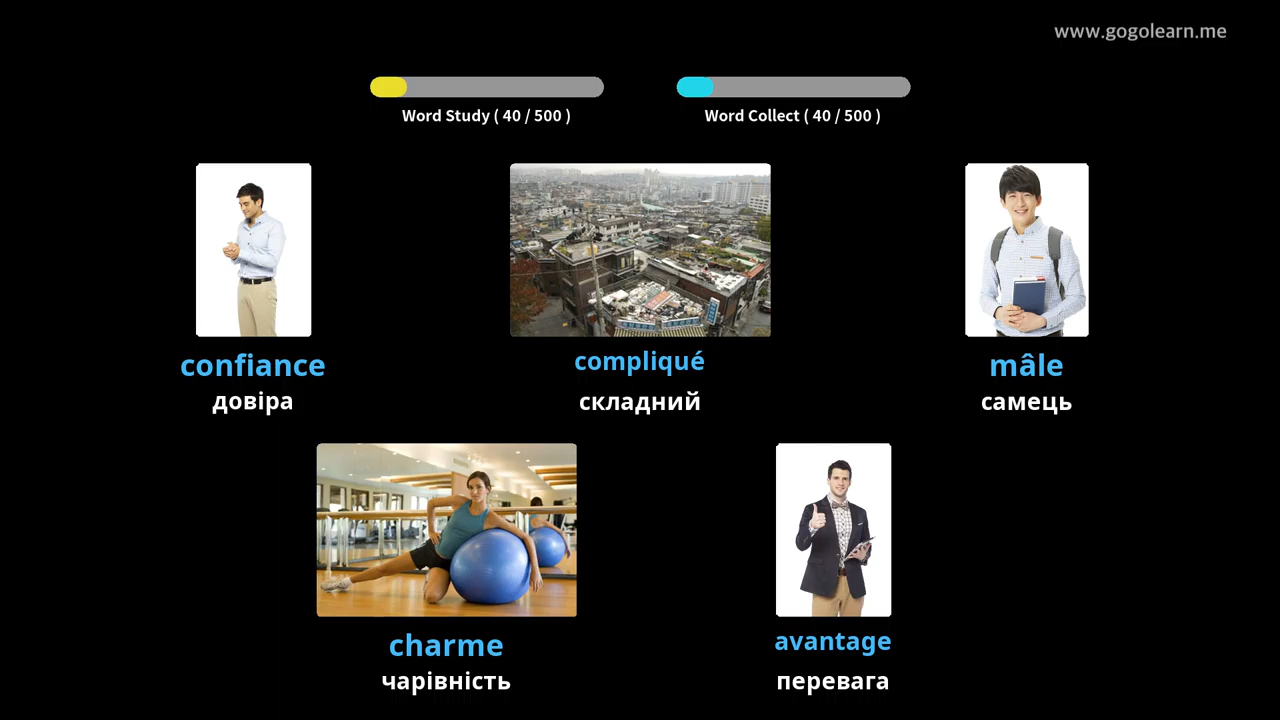 www.gogolearn.me
Word Study ( 40 / 500 )
Word Collect ( 40 / 500 )
confiance
довіра
compliqué
складний
mâle
самець
charme
чарівність
avantage
перевага